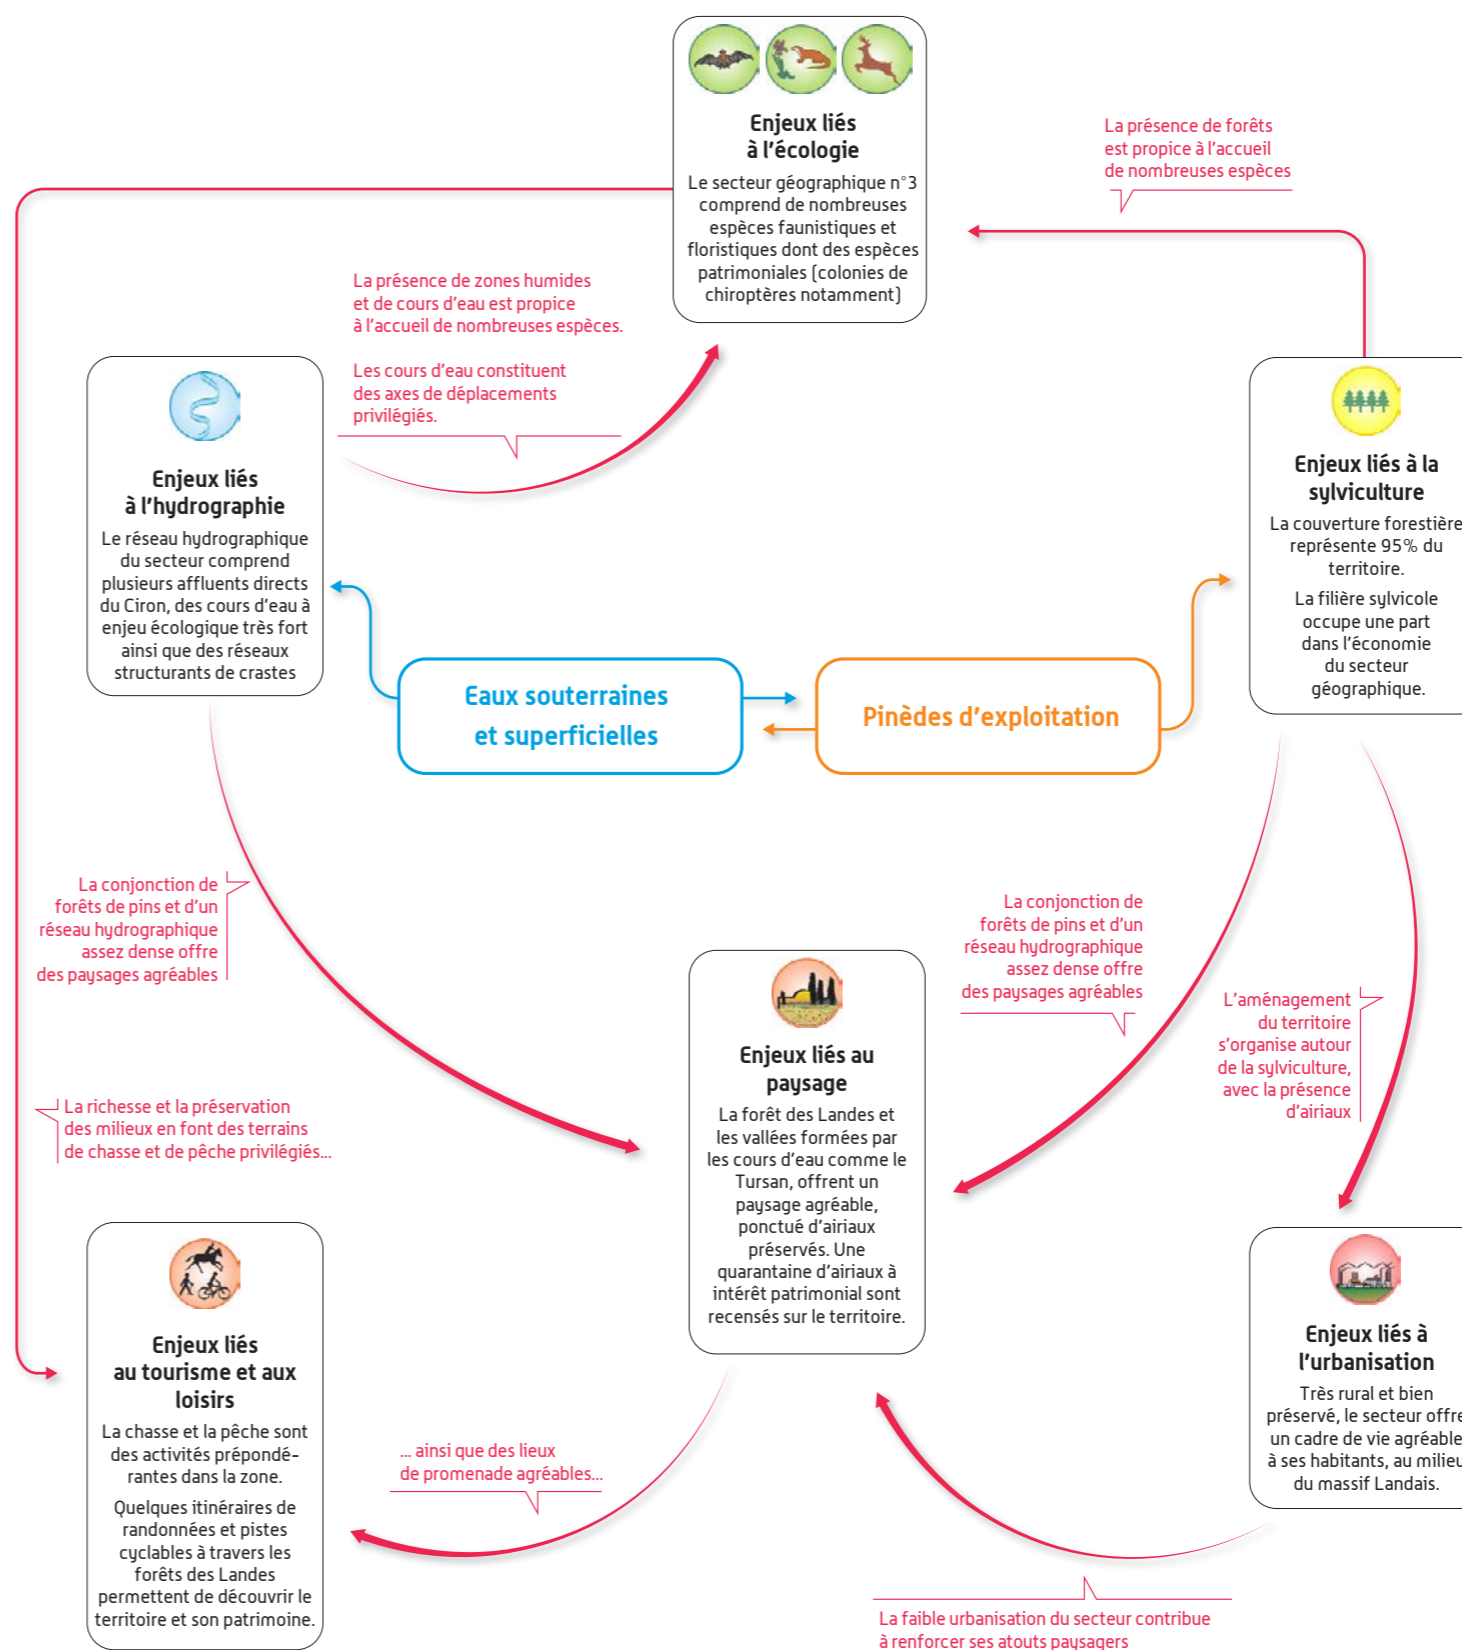 Enjeux liés
à l'écologie
Le secteur géographique n°3
comprend de nombreuses
espèces faunistiques et
floristiques dont des espèces
patrimoniales (colonies de
chiroptères notamment)
La présence de forêts
est propice à l'accueil
de nombreuses espèces
La présence de zones humides
et de cours d'eau est propice
à l'accueil de nombreuses espèces.
Les cours d'eau constituent
des axes de déplacements
privilégiés.
Enjeux liés
à l'hydrographie
Le réseau hydrographique
du secteur comprend
plusieurs affluents directs
du Ciron, des cours d'eau à
enjeu écologique très fort
ainsi que des réseaux
structurants de crastes
Enjeux liés à la
sylviculture
La couverture forestière
représente 95% du
territoire.
La filière sylvicole
occupe une part
dans l'économie
du secteur
géographique.
Eaux souterraines
et superficielles
Pinèdes d'exploitation
La conjonction de
forêts de pins et d'un
réseau hydrographique
assez dense offre
des paysages agréables
La conjonction de
forêts de pins et d'un
réseau hydrographique
assez dense offre
des paysages agréables
L'aménagement
du territoire
s'organise autour
de la sylviculture,
avec la présence
d'airiaux
La richesse et la préservation
des milieux en font des terrains
de chasse et de pêche privilégiés...
Enjeux liés au
paysage
La forêt des Landes et
les vallées formées par
les cours d'eau comme le
Tursan, offrent un
paysage agréable,
ponctué d'airiaux
préservés. Une
quarantaine d'airiaux à
intérêt patrimonial sont
recensés sur le territoire.
Enjeux liés
au tourisme et aux
loisirs
La chasse et la pêche sont
des activités prépondé-
rantes dans la zone.
Quelques itinéraires de
randonnées et pistes
cyclables à travers les
forêts des Landes
permettent de découvrir le
territoire et son patrimoine.
... ainsi que des lieux
de promenade agréables...
Enjeux liés à
l'urbanisation
Très rural et bien
préservé, le secteur offre
un cadre de vie agréable
à ses habitants, au milieu
du massif Landais.
La faible urbanisation du secteur contribue
à renforcer ses atouts paysagers